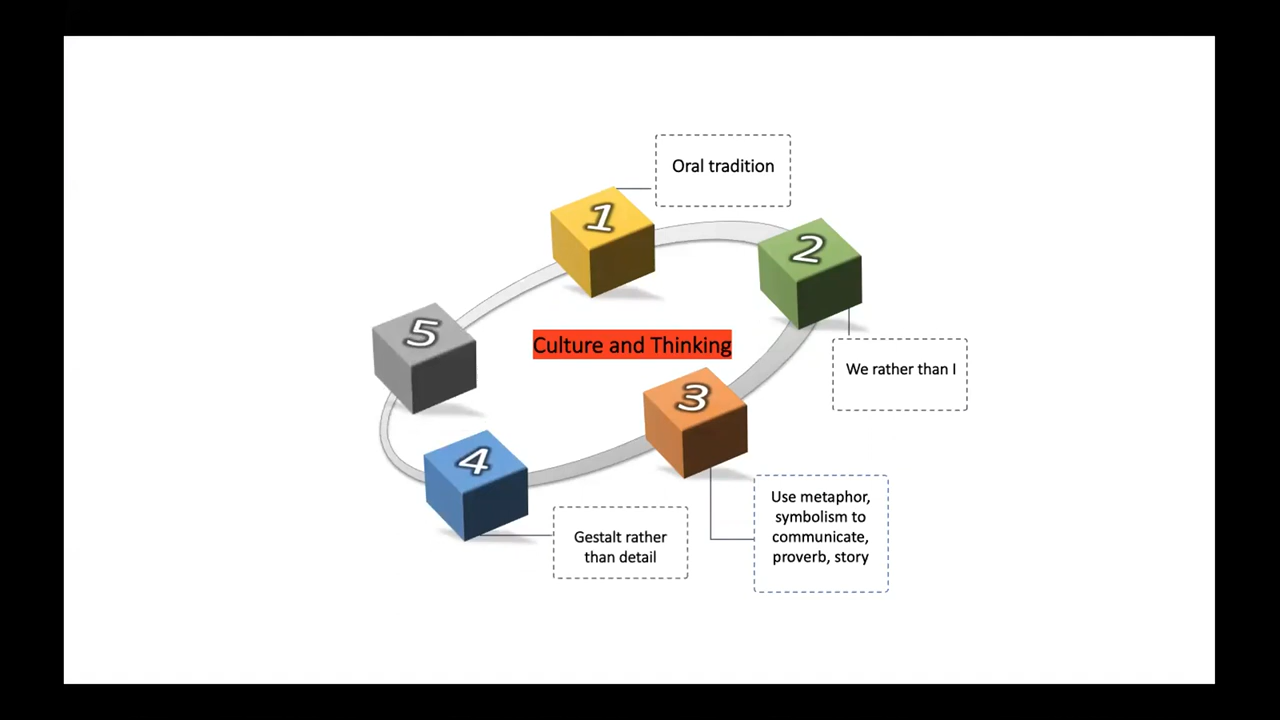 1
Oral tradition
2
We rather than I
Culture and Thinking
3
Use metaphor,
symbolism to
communicate,
proverb, story
4
Gestalt rather
than detail
5